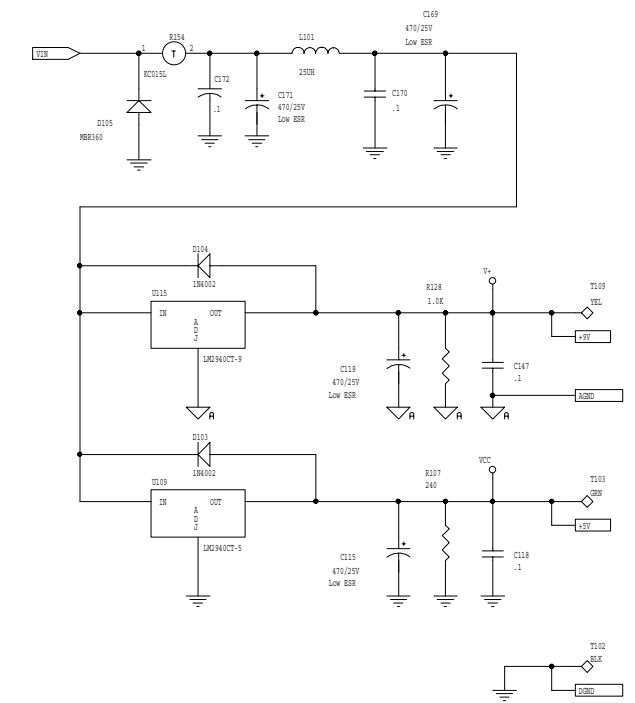 C169
470/25V
Low ESR
VIN
1
R154
T
2
KC015L
L101
25UH
C172
.1
C171
470/25V
Low ESR
+
C170
.1
+
D105
MBR360
D104
1N4002
U115
IN
OUT
A
D
J
LM2940CT-9
R128
1.0K
V+
T109
YEL
+9V
C119
470/25V
Low ESR
+
C147
.1
AGND
A
A
A
A
D103
1N4002
U109
IN
OUT
A
D
J
LM2940CT-5
R107
240
VCC
T103
GRN
+5V
C115
470/25V
Low ESR
+
C118
.1
T102
BLK
DGND